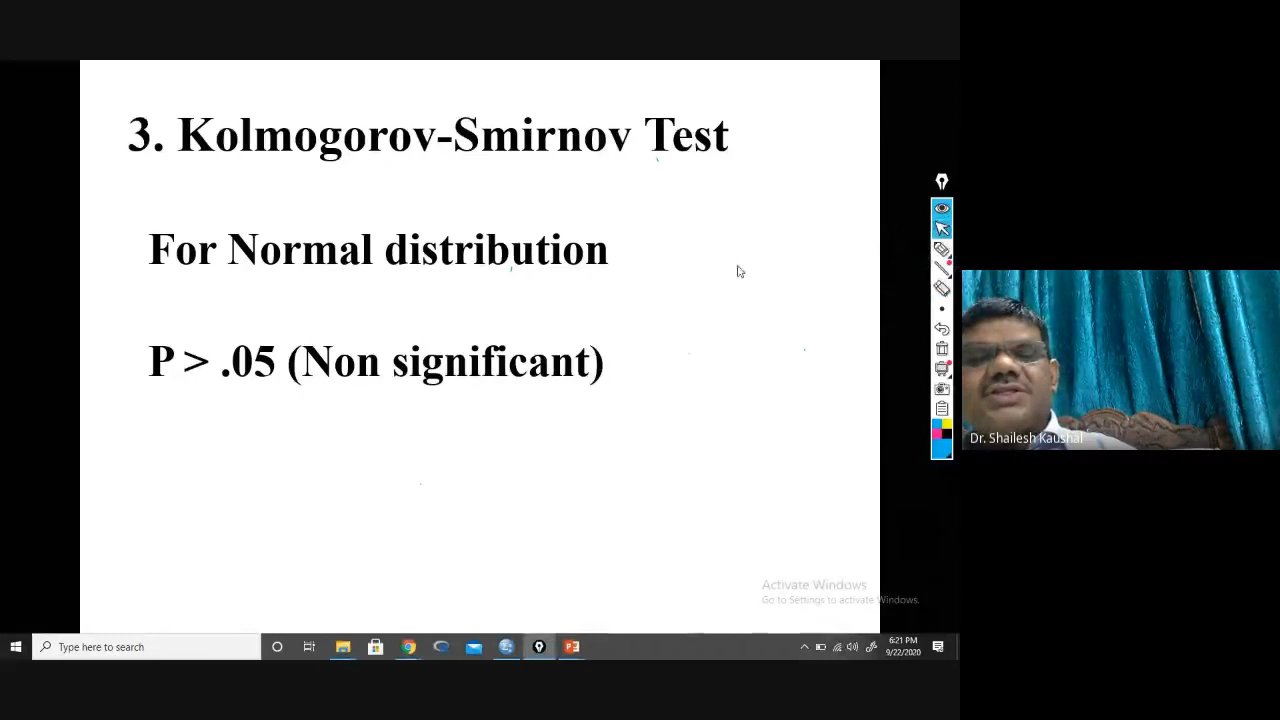 3. Kolmogorov-Smirnov Test
For Normal distribution
P > .05 (Non significant)
Dr. Shailesh Kaushal
Activate Windows
Go to Settings to activate Windows.
Type here to search
6:21 PM
9/22/2020